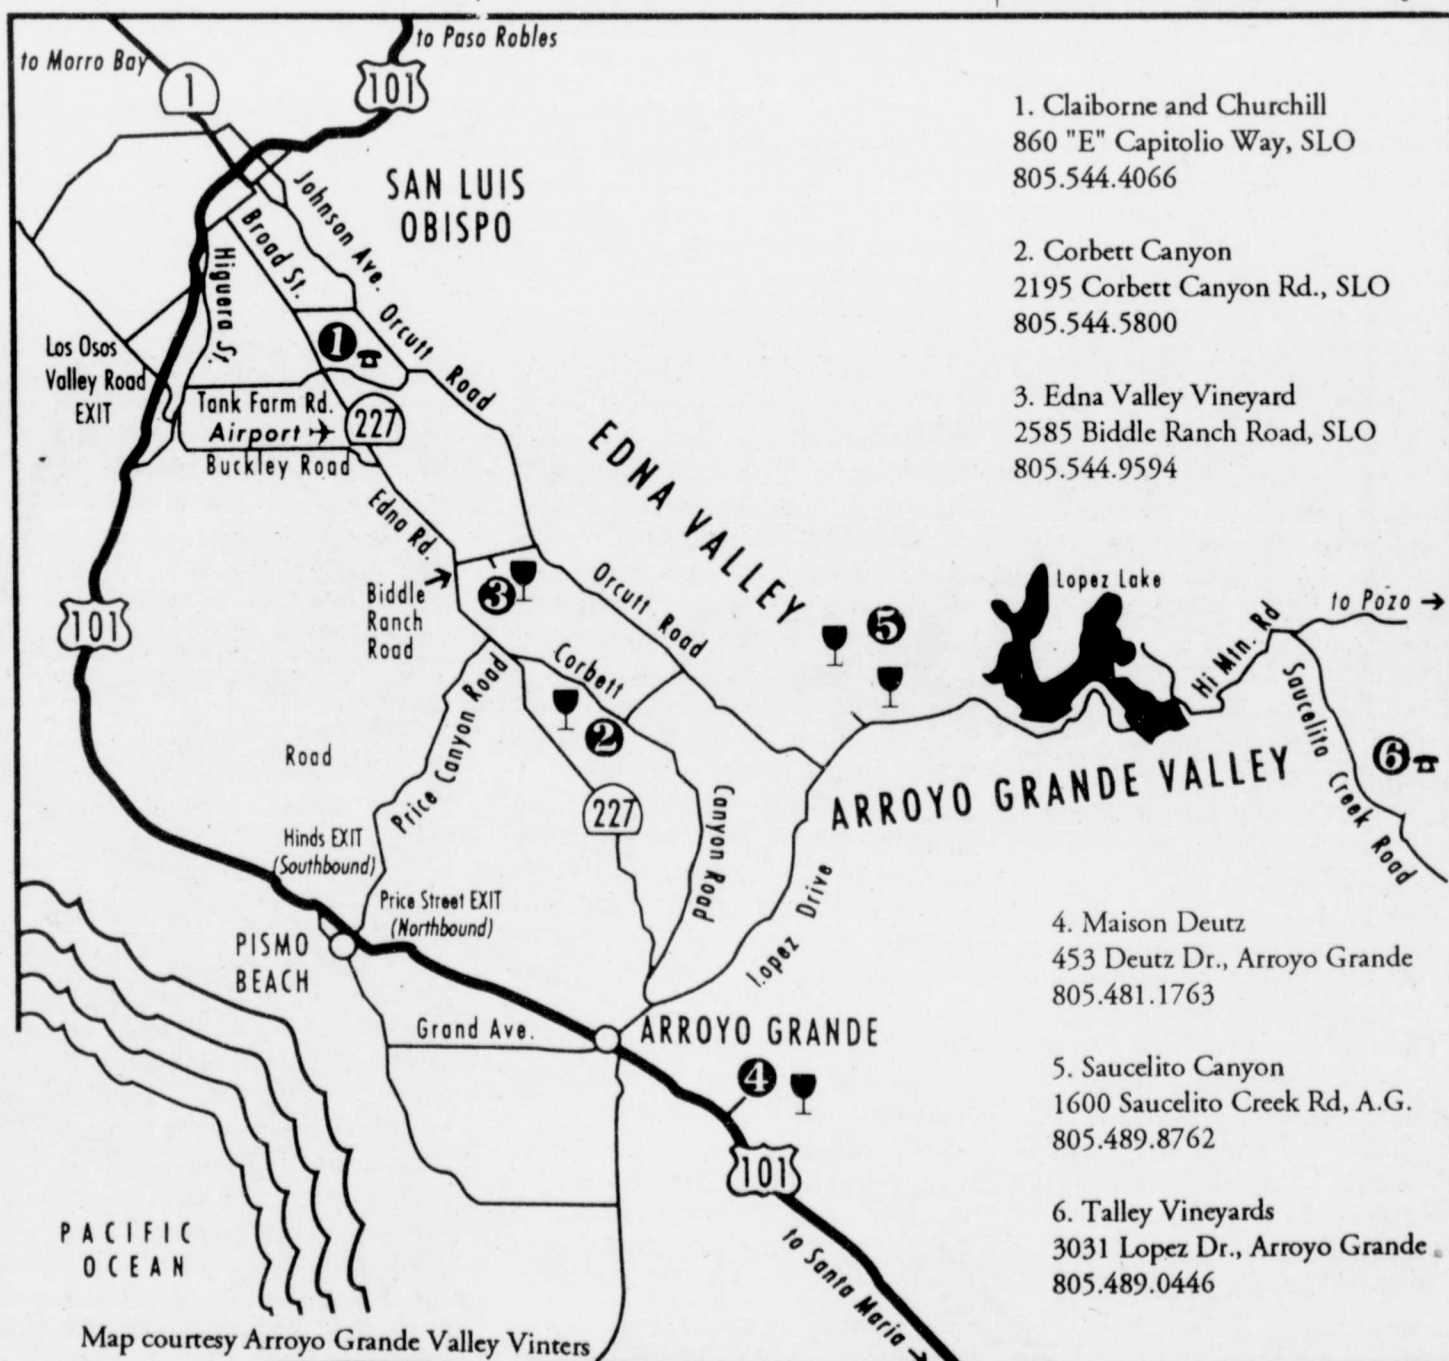 to Morro Bay
1
to Paso Robles
101
SAN LUIS
OBISPO
Johnson Ave.
Broad St.
Higuera St.
Orcutt Road
1
Los Osos
Valley Road
EXIT
Tank Farm Rd.
Airport
227
Buckley Road
Edna Rd.
EDNA VALLEY
Biddle
Ranch
Road
3
Orcutt Road
101
5
Lopez Lake
Hi Mtn. Rd
to Pozo
Saucelito Creek Road
6
Corbett
Canyon Road
2
Price Canyon Road
Road
227
ARROYO GRANDE VALLEY
Lopez Drive
Hinds EXIT
(Southbound)
Price Street EXIT
(Northbound)
PISMO
BEACH
Grand Ave.
ARROYO GRANDE
4
101
to Santa Maria
PACIFIC
OCEAN
Map courtesy Arroyo Grande Valley Vinters
1. Claiborne and Churchill
860 "E" Capitolio Way, SLO
805.544.4066
2. Corbett Canyon
2195 Corbett Canyon Rd., SLO
805.544.5800
3. Edna Valley Vineyard
2585 Biddle Ranch Road, SLO
805.544.9594
4. Maison Deutz
453 Deutz Dr., Arroyo Grande
805.481.1763
5. Saucelito Canyon
1600 Saucelito Creek Rd, A.G.
805.489.8762
6. Talley Vineyards
3031 Lopez Dr., Arroyo Grande
805.489.0446